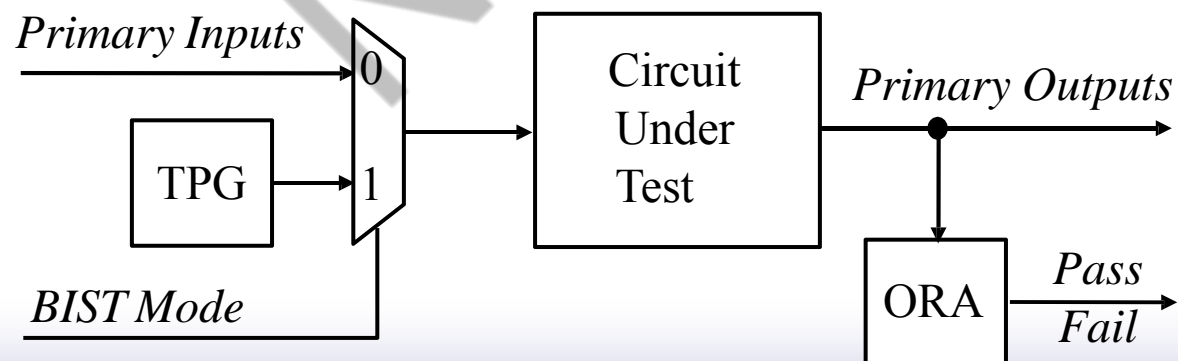 Primary Inputs
0
Circuit
Under
Test
Primary Outputs
TPG
1
BIST Mode
ORA
Pass
Fail